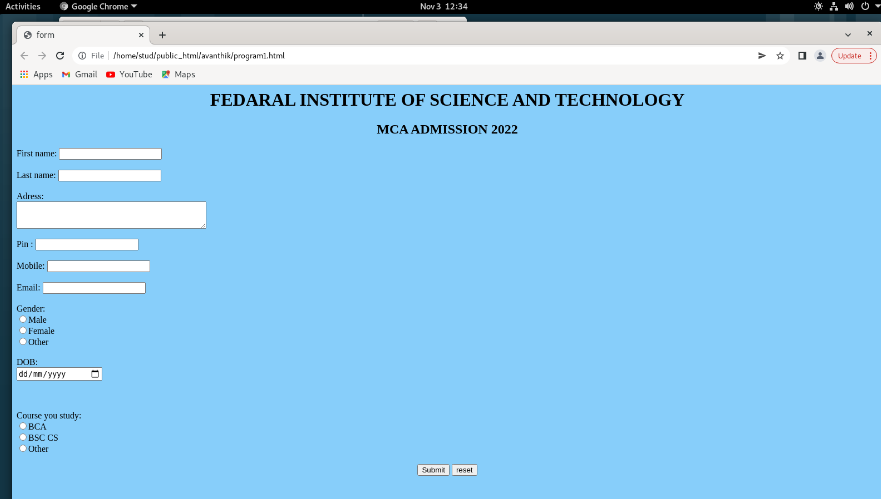 Activities Google Chrome Nov 3 12:34
form
File /home/stud/public_html/avanthik/program1.html Update
Apps Gmail YouTube Maps
FEDARAL INSTITUTE OF SCIENCE AND TECHNOLOGY
MCA ADMISSION 2022
First name:
Last name:
Adress:
Pin :
Mobile:
Email:
Gender:
Male
Female
Other
DOB:
dd/mm/yyyy
Course you study:
BCA
BSC CS
Other
Submit reset